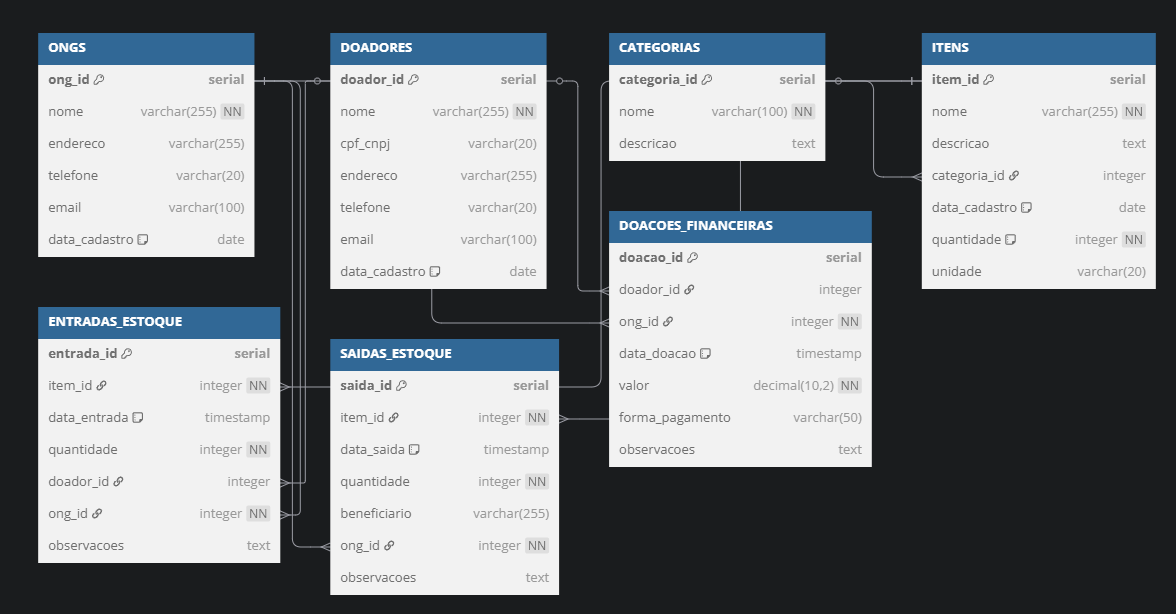 ONGS
ong_id serial
nome varchar(255) NN
endereco varchar(255)
telefone varchar(20)
email varchar(100)
data_cadastro date
DOADORES
doador_id serial
nome varchar(255) NN
cpf_cnpj varchar(20)
endereco varchar(255)
telefone varchar(20)
email varchar(100)
data_cadastro date
CATEGORIAS
categoria_id serial
nome varchar(100) NN
descricao text
ITENS
item_id serial
nome varchar(255) NN
descricao text
categoria_id integer
data_cadastro date
quantidade integer NN
unidade varchar(20)
DOACOES_FINANCEIRAS
doacao_id serial
doador_id integer
ong_id integer NN
data_doacao timestamp
valor decimal(10,2) NN
forma_pagamento varchar(50)
observacoes text
ENTRADAS_ESTOQUE
entrada_id serial
item_id integer NN
data_entrada timestamp
quantidade integer NN
doador_id integer
ong_id integer NN
observacoes text
SAIDAS_ESTOQUE
saida_id serial
item_id integer NN
data_saida timestamp
quantidade integer NN
beneficiario varchar(255)
ong_id integer NN
observacoes text